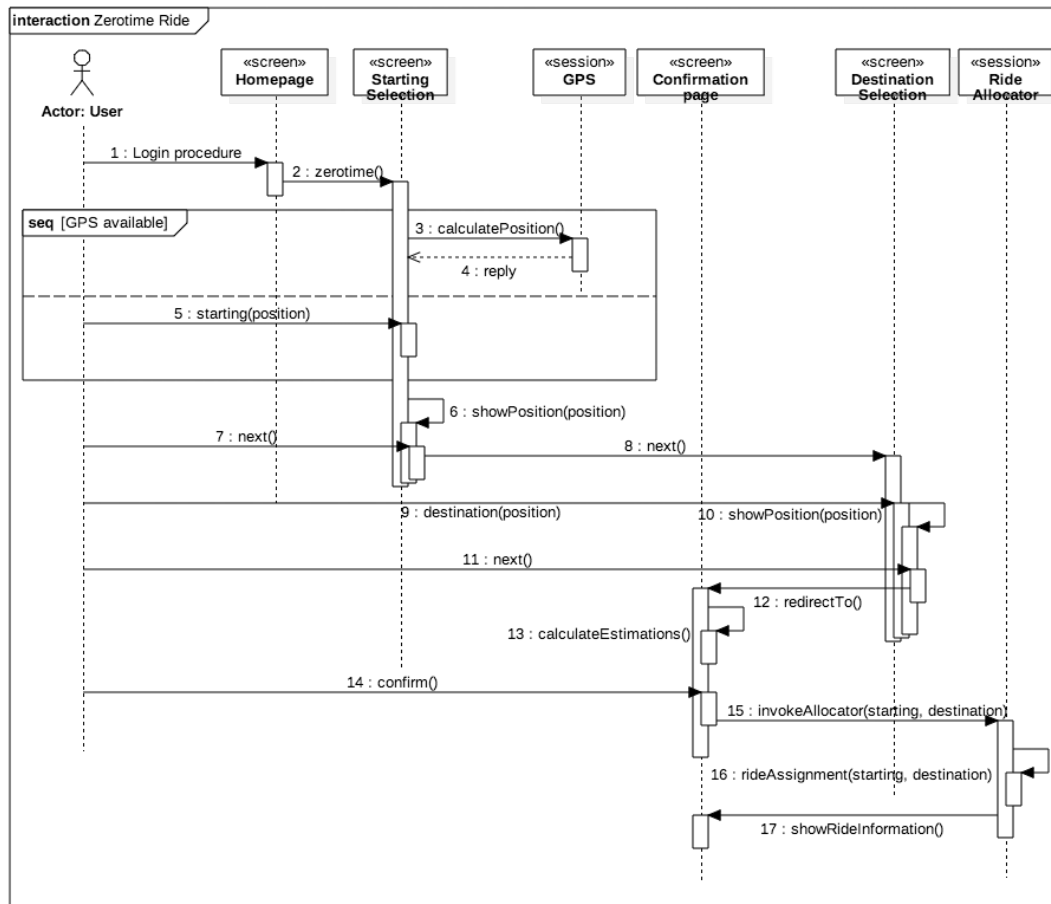 interaction Zerotime Ride
«screen»
Homepage
«screen»
Starting
Selection
«session»
GPS
«screen»
Confirmation
page
«screen»
Destination
Selection
«session»
Ride
Allocator
Actor: User
1 : Login procedure
2 : zerotime()
seq [GPS available]
3 : calculatePosition()
4 : reply
5 : starting(position)
6 : showPosition(position)
7 : next()
8 : next()
9 : destination(position)
10 : showPosition(position)
11 : next()
12 : redirectTo()
13 : calculateEstimations()
14 : confirm()
15 : invokeAllocator(starting, destination)
16 : rideAssignment(starting, destination)
17 : showRideInformation()